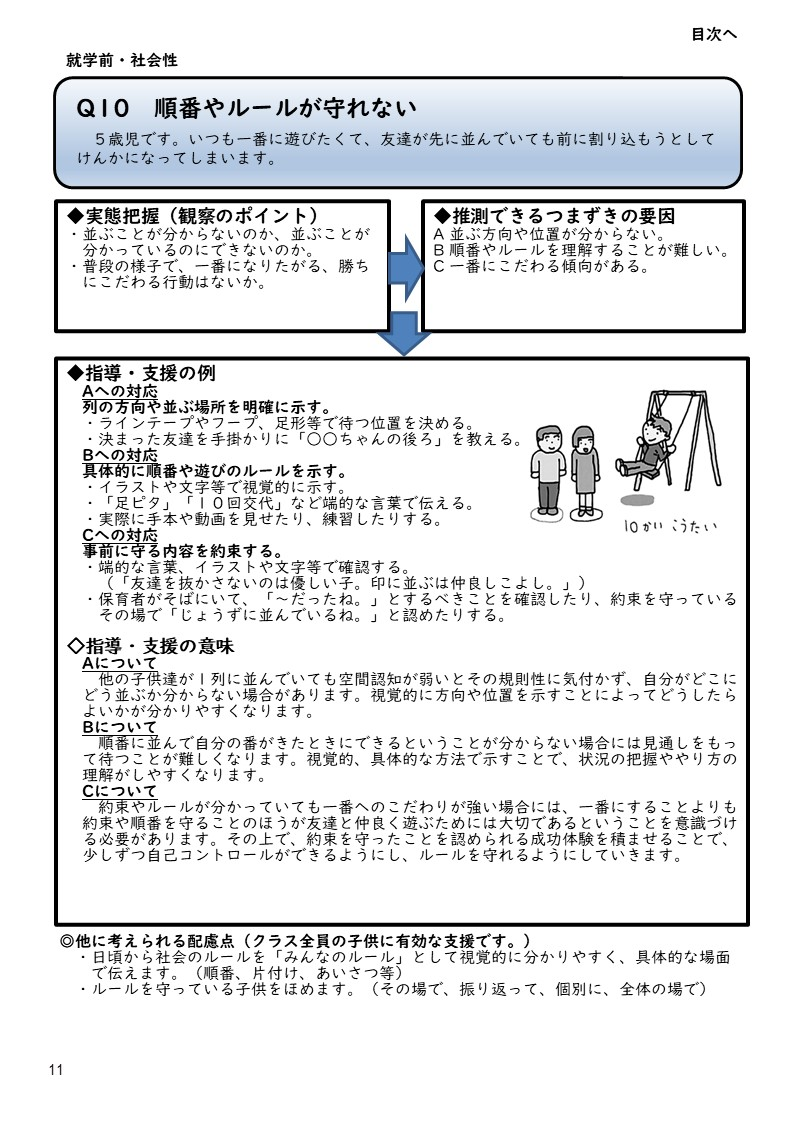 目次へ
就学前・社会性
Q10　順番やルールが守れない
５歳児です。いつも一番に遊びたくて、友達が先に並んでいても前に割り込もうとして
けんかになってしまいます。
◆実態把握（観察のポイント）
・並ぶことが分からないのか、並ぶことが
分かっているのにできないのか。
・普段の様子で、一番になりたがる、勝ち
にこだわる行動はないか。
◆推測できるつまずきの要因
A 並ぶ方向や位置が分からない。
B 順番やルールを理解することが難しい。
C 一番にこだわる傾向がある。
◆指導・支援の例
Aへの対応
列の方向や並ぶ場所を明確に示す。
・ラインテープやフープ、足形等で待つ位置を決める。
・決まった友達を手掛かりに「〇〇ちゃんの後ろ」を教える。
Bへの対応
具体的に順番や遊びのルールを示す。
・イラストや文字等で視覚的に示す。
・「足ピタ」「１０回交代」など端的な言葉で伝える。
・実際に手本や動画を見せたり、練習したりする。
10かい こうたい
Cへの対応
事前に守る内容を約束する。
・端的な言葉、イラストや文字等で確認する。
（「友達を抜かさないのは優しい子。印に並ぶは仲良しこよし。」）
・保育者がそばにいて、「～だったね。」とするべきことを確認したり、約束を守っている
その場で「じょうずに並んでいるね。」と認めたりする。
◇指導・支援の意味
Aについて
他の子供達が１列に並んでいても空間認知が弱いとその規則性に気付かず、自分がどこに
どう並ぶか分からない場合があります。視覚的に方向や位置を示すことによってどうしたら
よいかが分かりやすくなります。
Bについて
順番に並んで自分の番がきたときにできるということが分からない場合には見通しをもっ
て待つことが難しくなります。視覚的、具体的な方法で示すことで、状況の把握ややり方の
理解がしやすくなります。
Cについて
約束やルールが分かっていても一番へのこだわりが強い場合には、一番にすることよりも
約束や順番を守ることのほうが友達と仲良く遊ぶためには大切であるということを意識づけ
る必要があります。その上で、約束を守ったことを認められる成功体験を積ませることで、
少しずつ自己コントロールができるようにし、ルールを守れるようにしていきます。
◎他に考えられる配慮点（クラス全員の子供に有効な支援です。）
・日頃から社会のルールを「みんなのルール」として視覚的に分かりやすく、具体的な場面
で伝えます。（順番、片付け、あいさつ等）
・ルールを守っている子供をほめます。（その場で、振り返って、個別に、全体の場で）
11